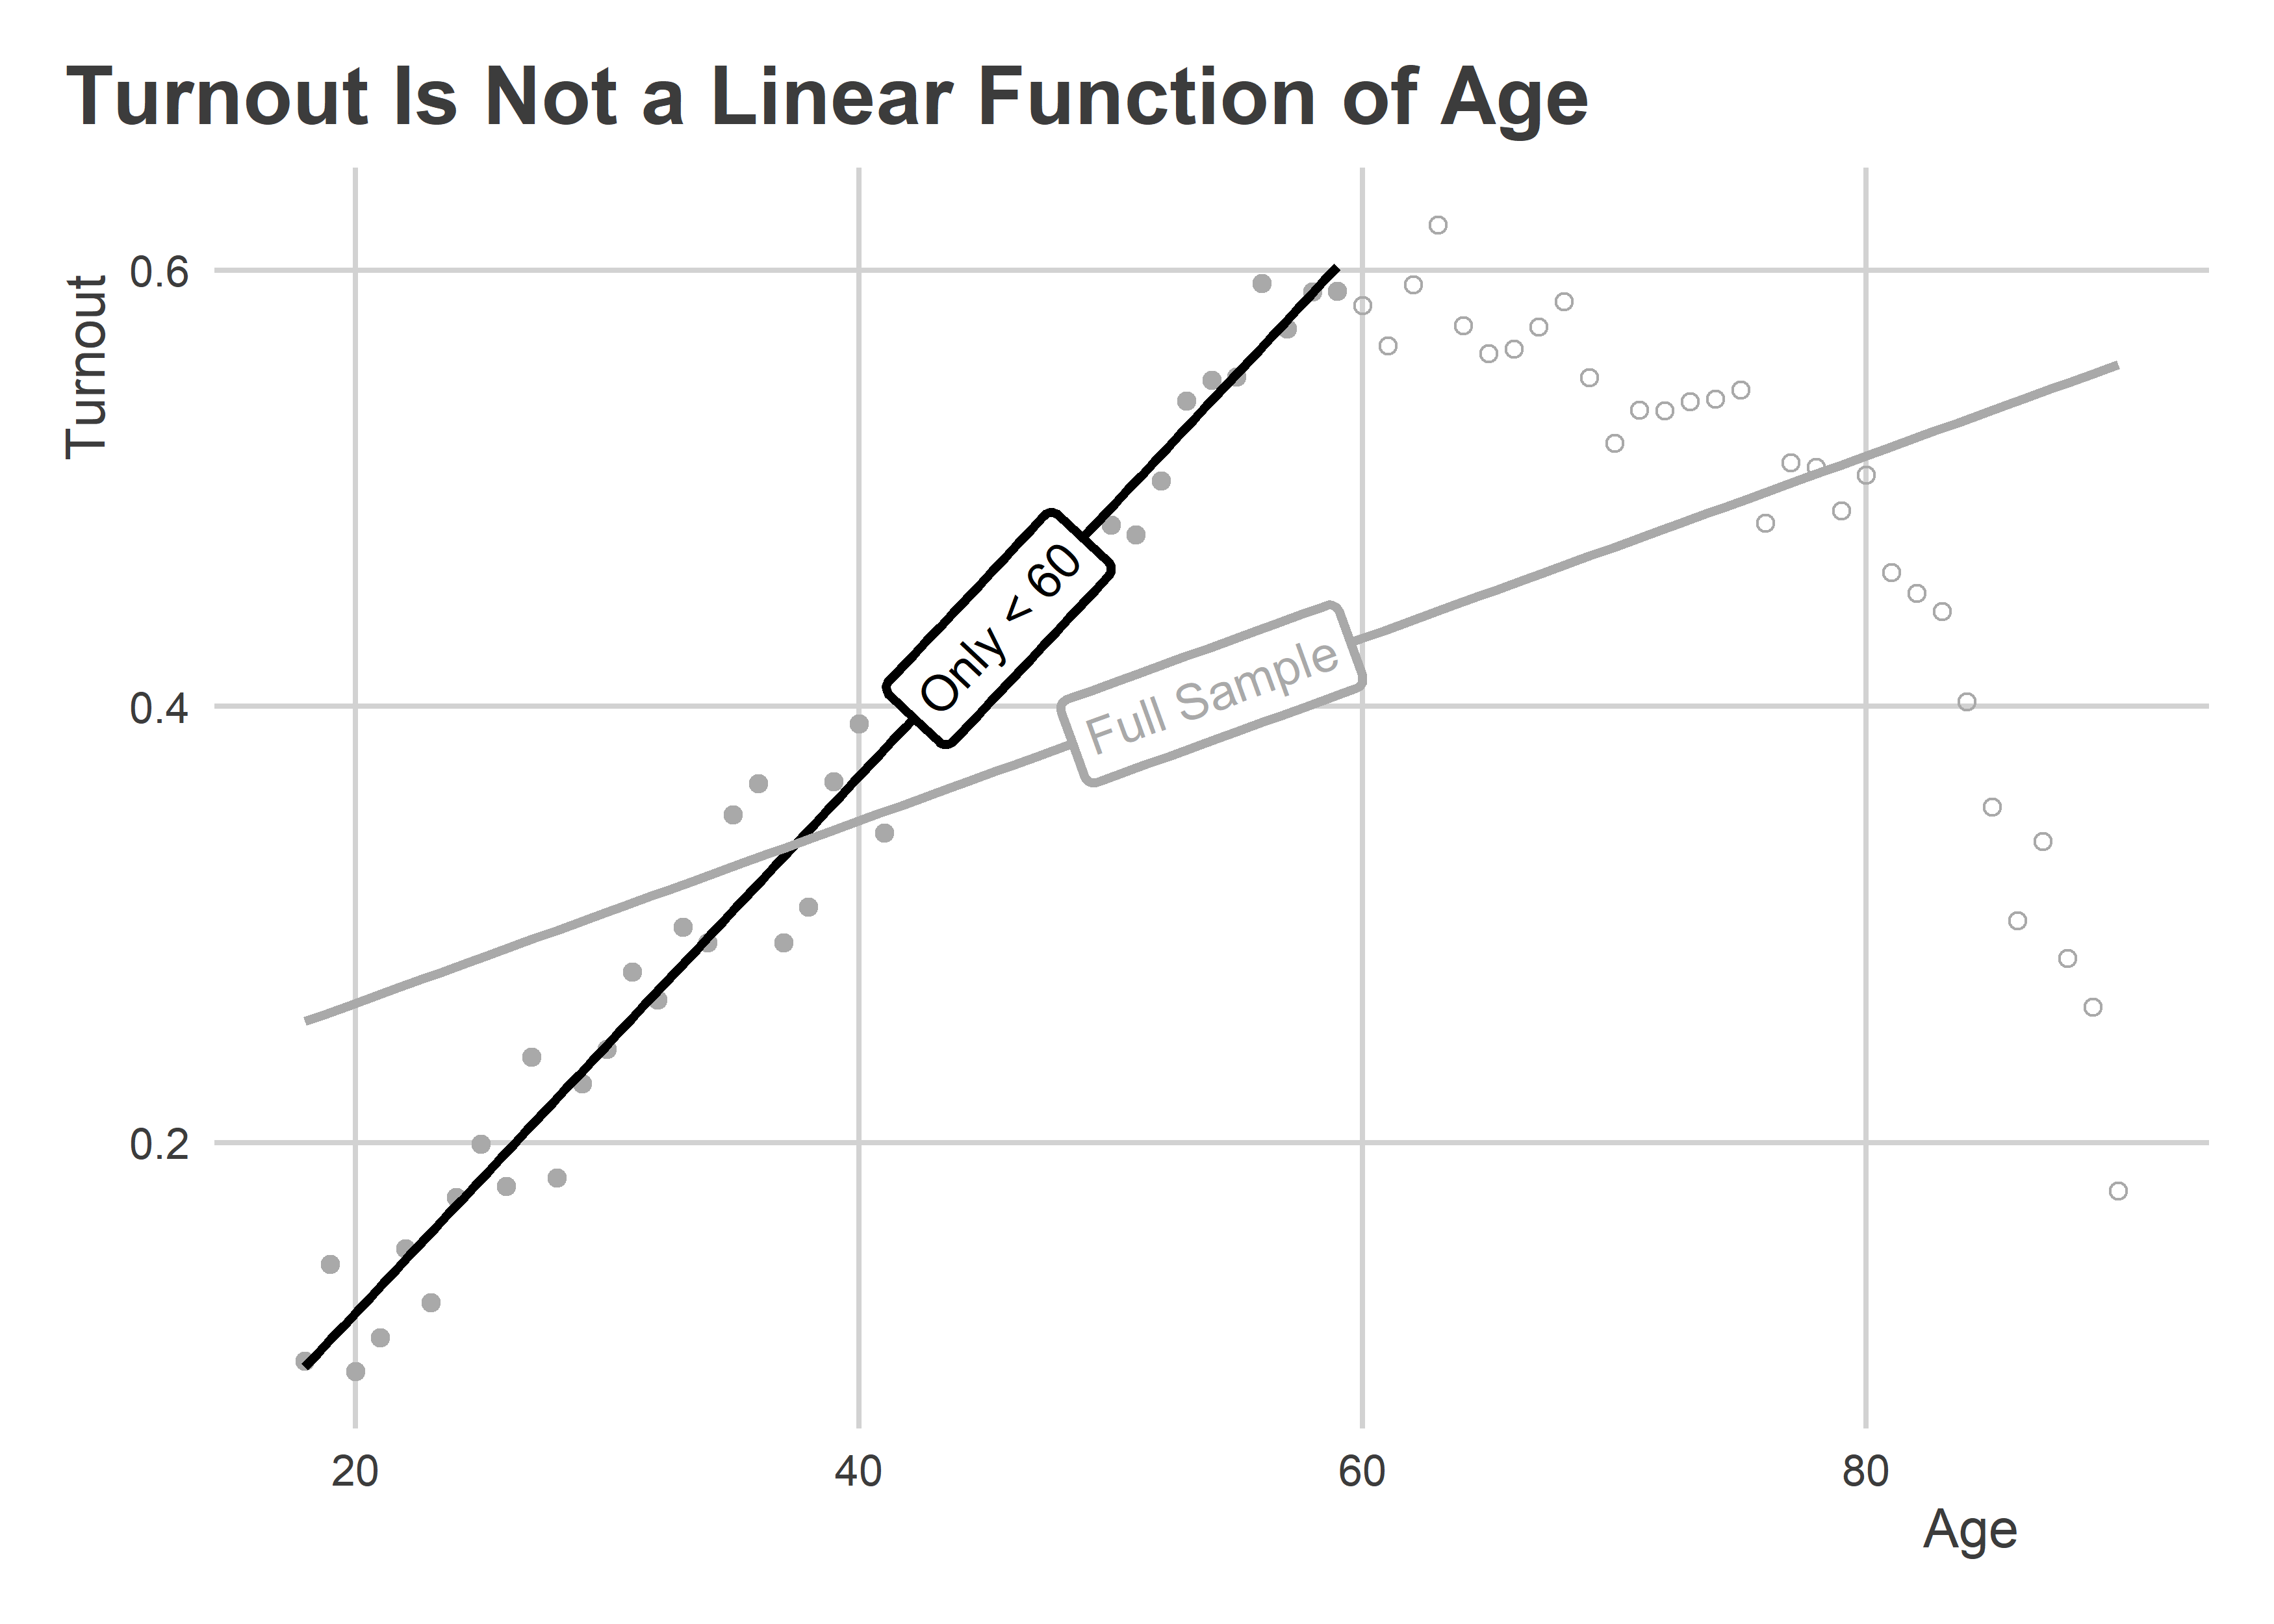 Turnout Is Not a Linear Function of Age
Turnout
0.6
0.4
0.2
Only < 60
Full Sample
20 40 60 80
Age